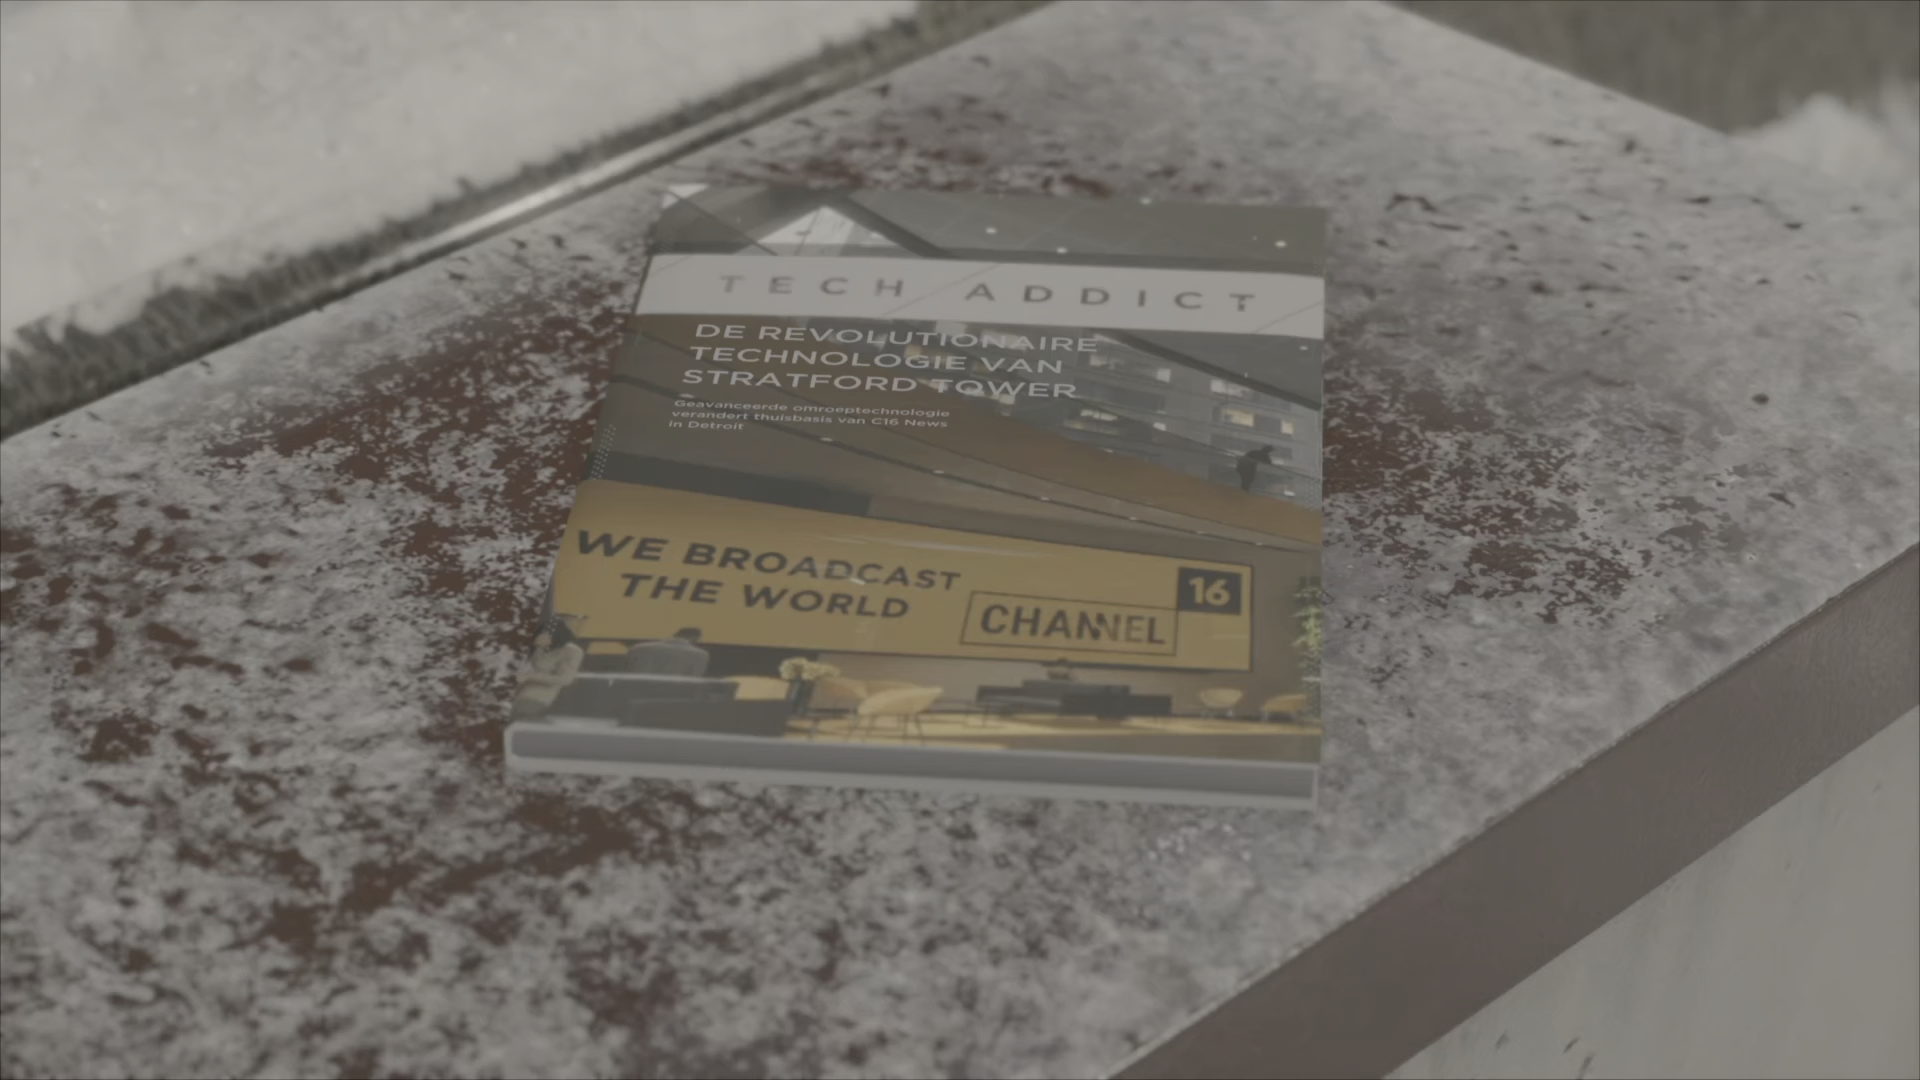 TECH ADDICT
DE REVOLUTIONAIRE
TECHNOLOGIE VAN
STRATFORD TOWER
Geavanceerde omroeptechnologie
verandert thuisbasis van C16 News
in Detroit
WE BROADCAST
THE WORLD
16
CHANNEL